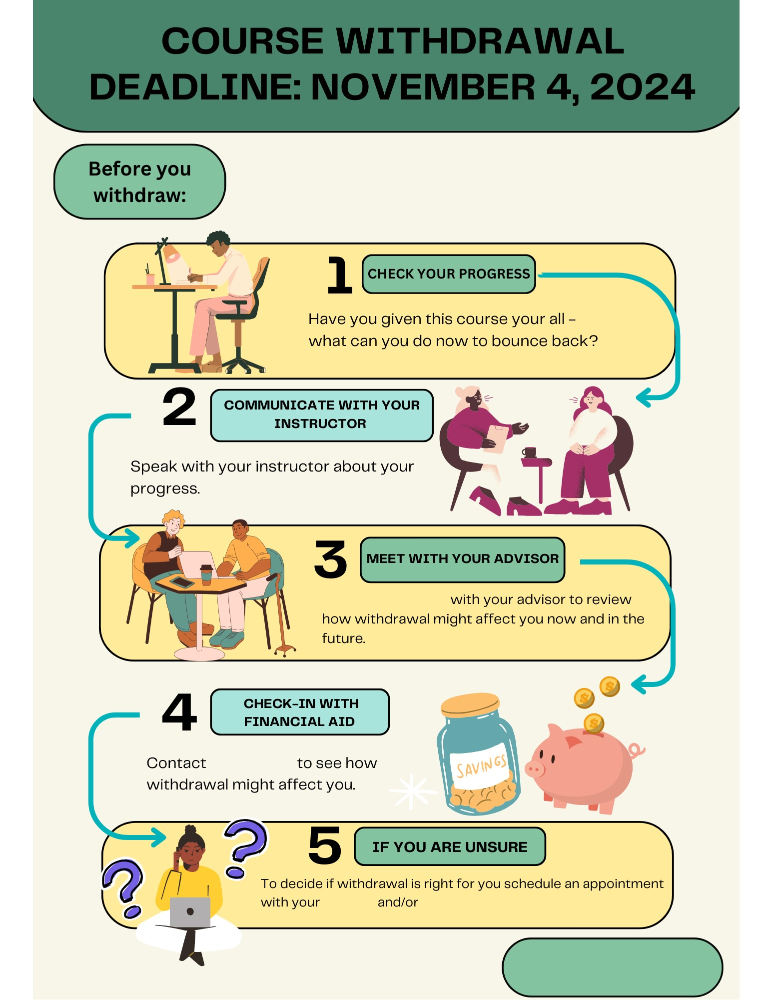 COURSE WITHDRAWAL
DEADLINE: NOVEMBER 4, 2024
Before you
withdraw:
1
CHECK YOUR PROGRESS
Have you given this course your all –
what can you do now to bounce back?
2
COMMUNICATE WITH YOUR
INSTRUCTOR
Speak with your instructor about your
progress.
3
MEET WITH YOUR ADVISOR
with your advisor to review
how withdrawal might affect you now and in the
future.
4
CHECK-IN WITH
FINANCIAL AID
Contact to see how
withdrawal might affect you.
SAVINGS
5
IF YOU ARE UNSURE
To decide if withdrawal is right for you schedule an appointment
with your and/or